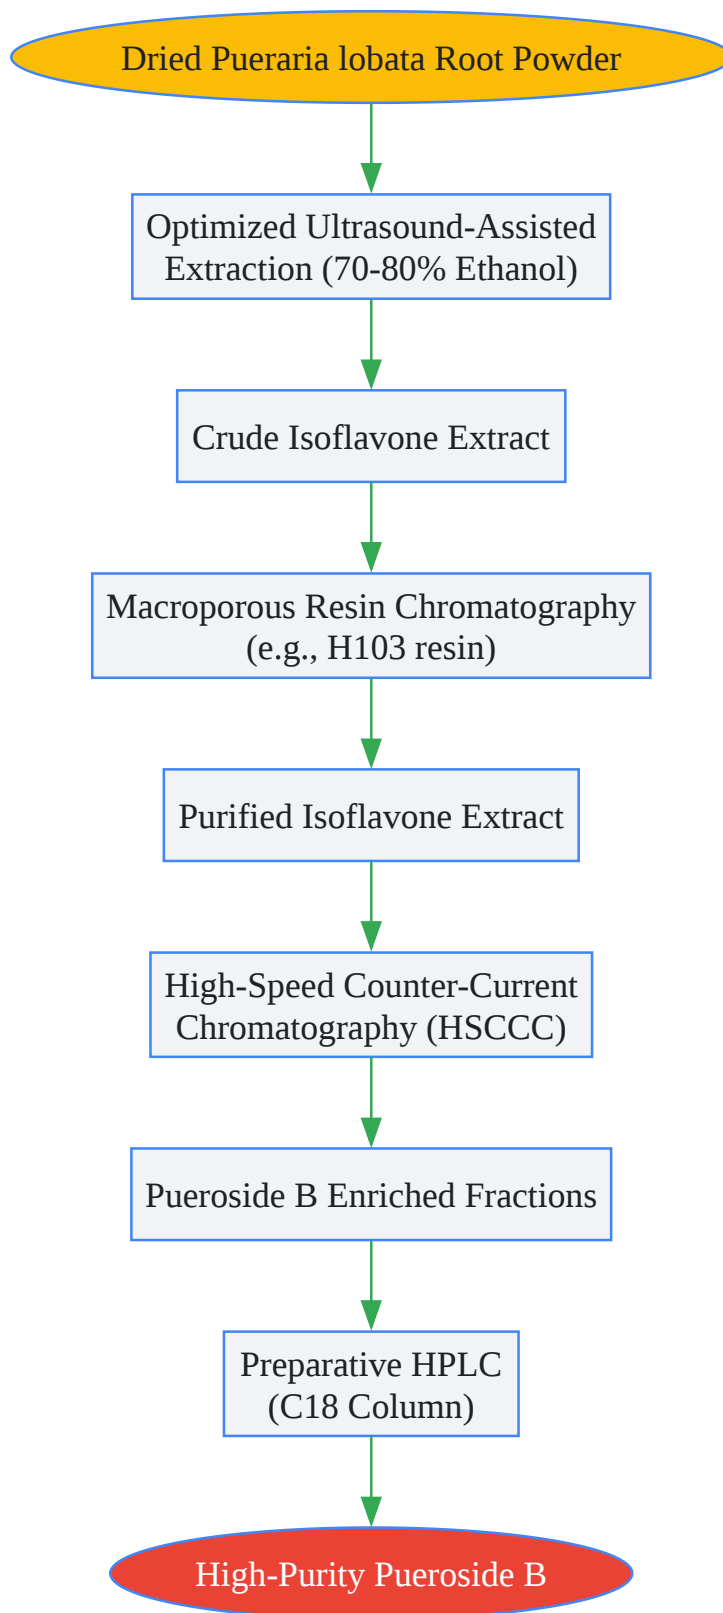 Dried Pueraria lobata Root Powder
Optimized Ultrasound-Assisted
Extraction (70-80% Ethanol)
Crude Isoflavone Extract
Macroporous Resin Chromatography
(e.g., H103 resin)
Purified Isoflavone Extract
High-Speed Counter-Current
Chromatography (HSCCC)
Pueroside B Enriched Fractions
Preparative HPLC
(C18 Column)
High-Purity Pueroside B